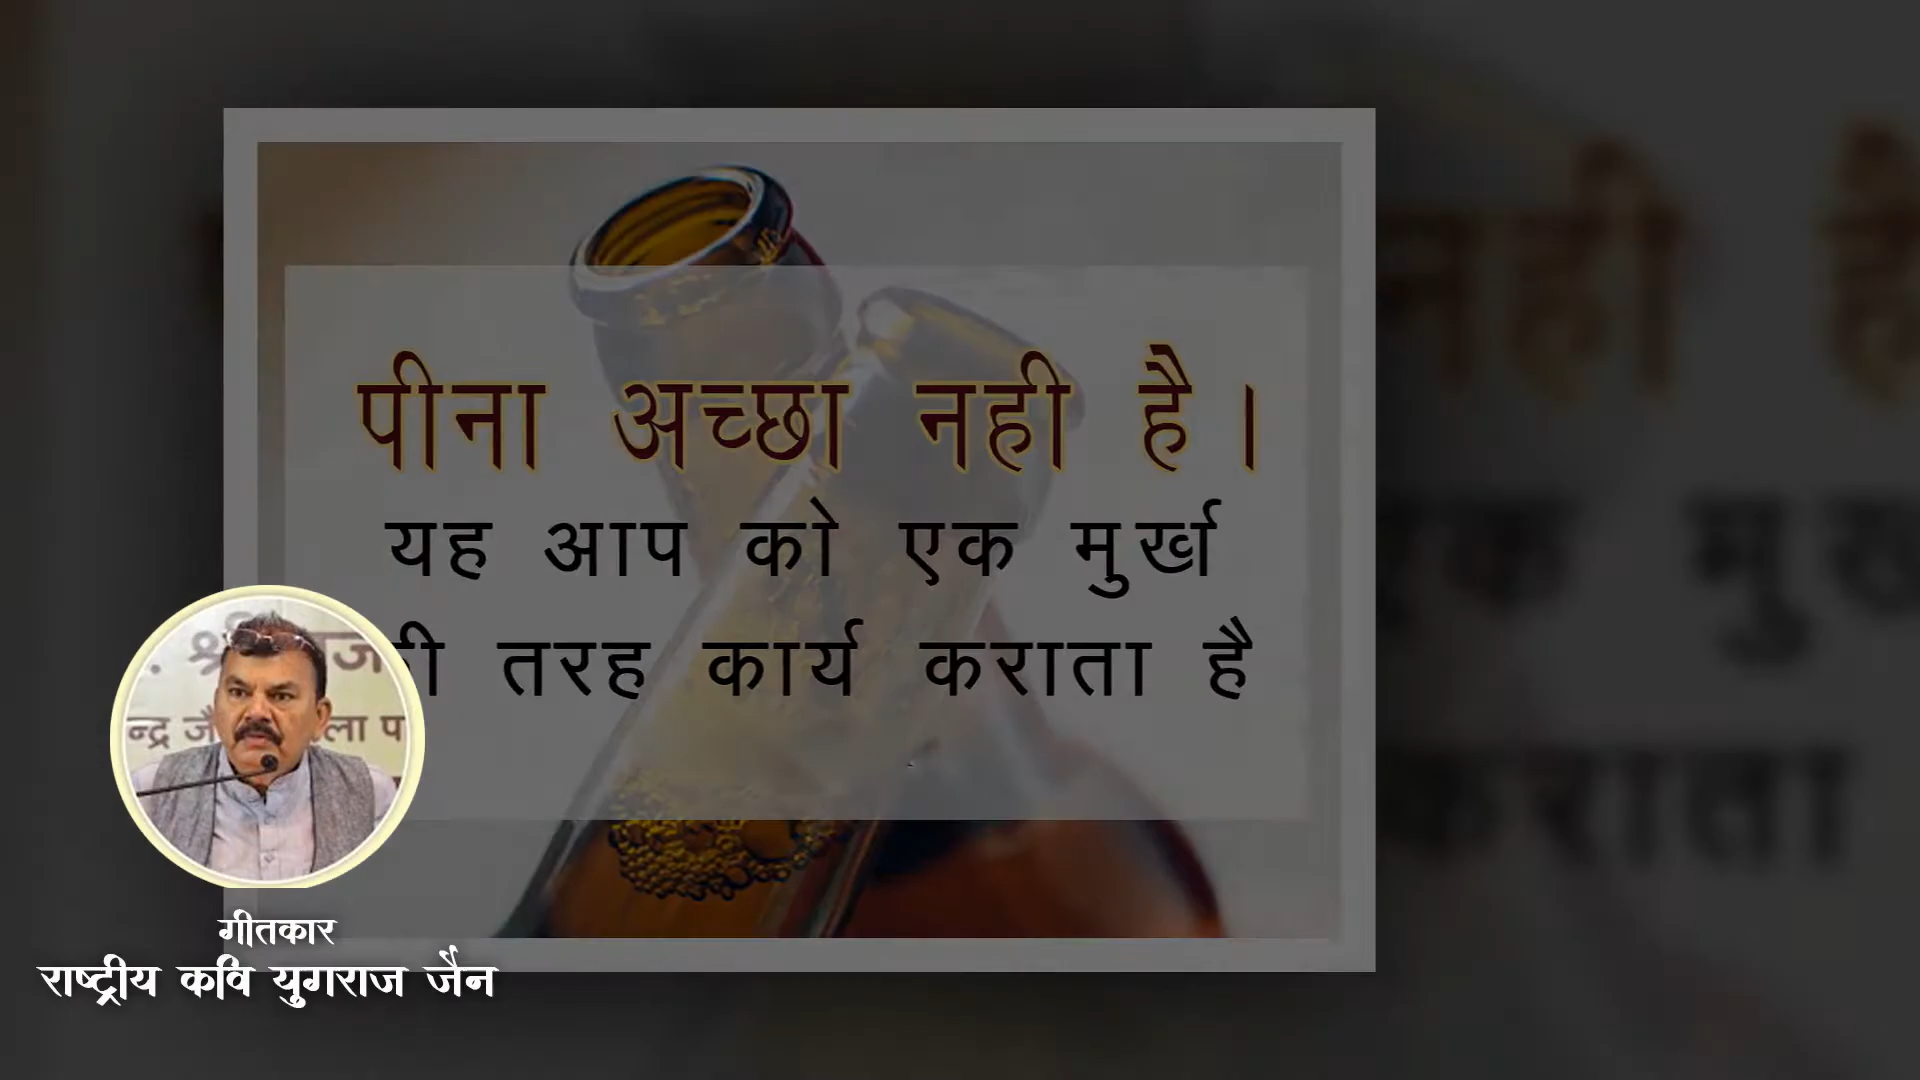 पीना अच्छा नही है ।
यह आप को एक मुर्ख
तरह कार्य कराता है
गीतकार
राष्ट्रीय कवि युगराज जैन